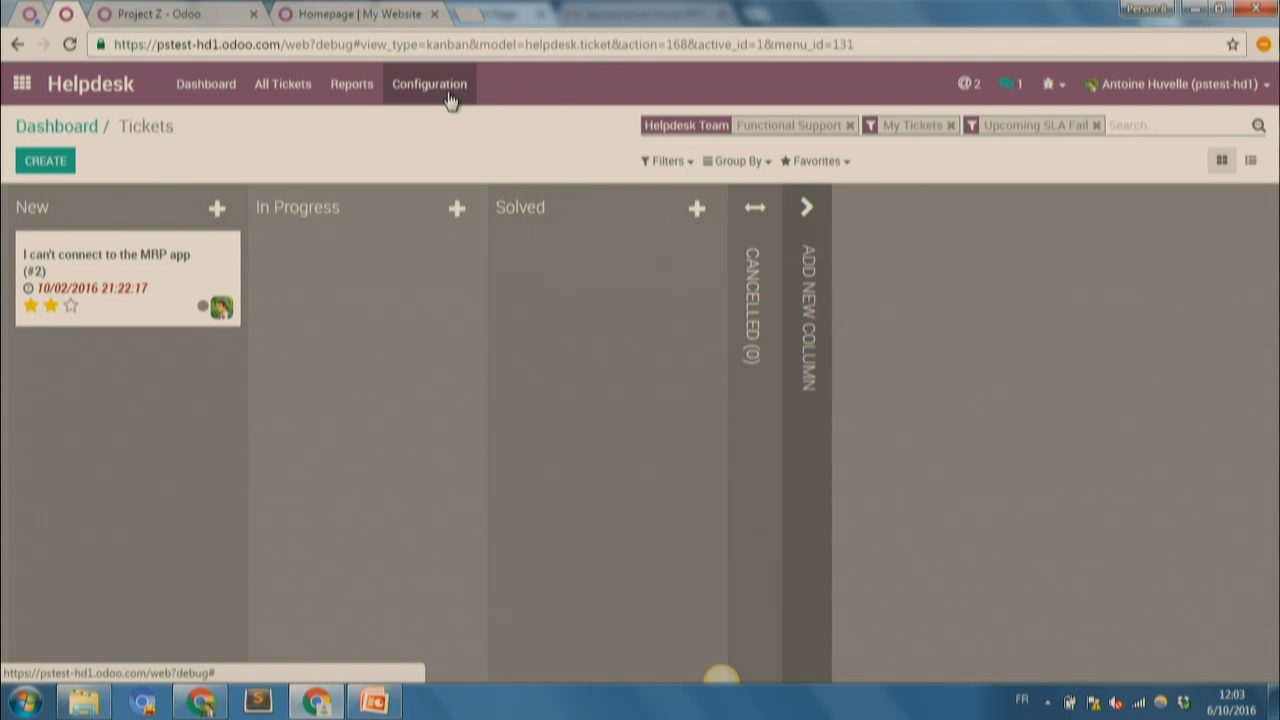 Project Z - Odoo
Homepage | My Website
Person 8
https://pstest-hd1.odoo.com/web?debug#view_type=kanban&model=helpdesk.ticket&action=168&active_id=1&menu_id=131
Helpdesk Dashboard All Tickets Reports Configuration
@ 2 1 Antoine Huvelle (pstest-hd1)
Dashboard / Tickets
Helpdesk Team Functional Support My Tickets Upcoming SLA Fail Search...
CREATE
Filters Group By Favorites
New
In Progress
Solved
CANCELLED (0)
ADD NEW COLUMN
I can't connect to the MRP app
(#2)
10/02/2016 21:22:17
https://pstest-hd1.odoo.com/web?debug#
FR
12:03
6/10/2016